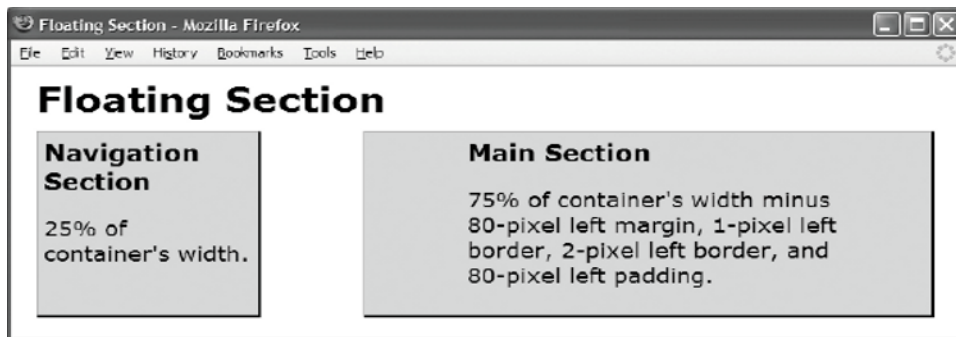 Floating Section - Mozilla Firefox
File Edit View History Bookmarks Tools Help
Floating Section
Navigation
Section
25% of
container's width.
Main Section
75% of container's width minus
80-pixel left margin, 1-pixel left
border, 2-pixel left border, and
80-pixel left padding.